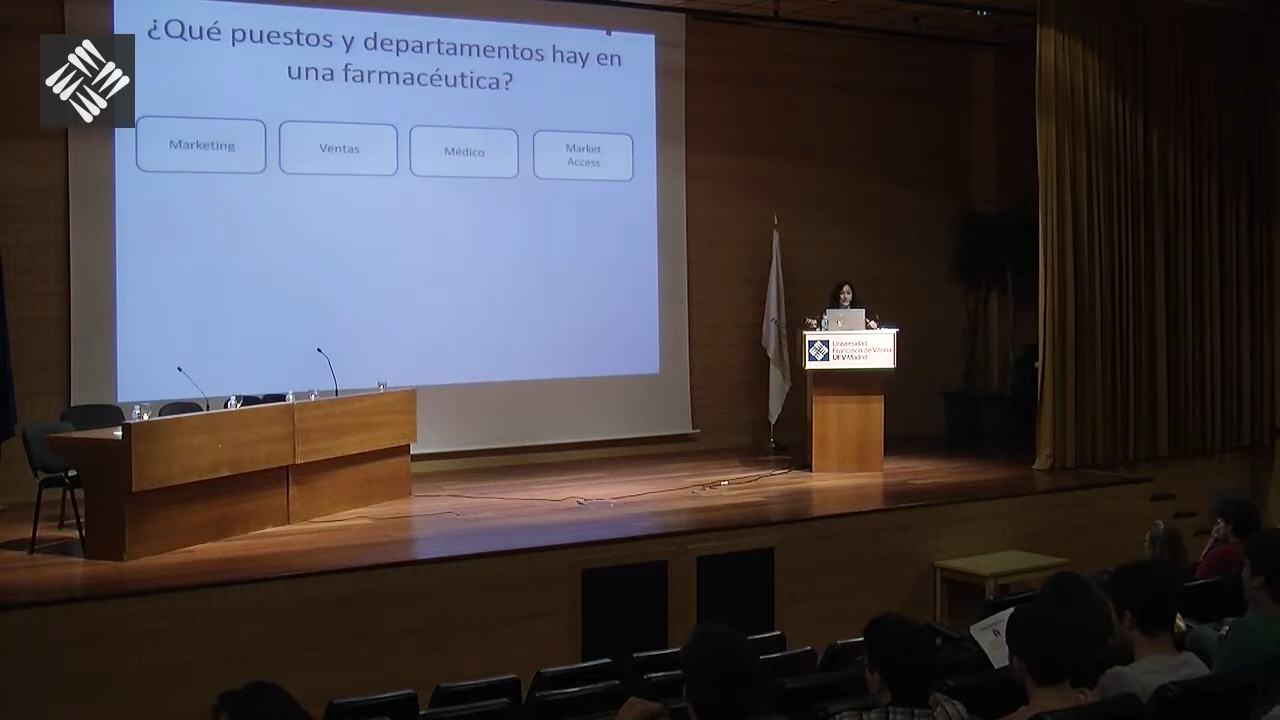 ¿Qué puestos y departamentos hay en
una farmacéutica?
Marketing
Ventas
Médico
Market
Access
Universidad
Francisco de Vitoria
UFV Madrid